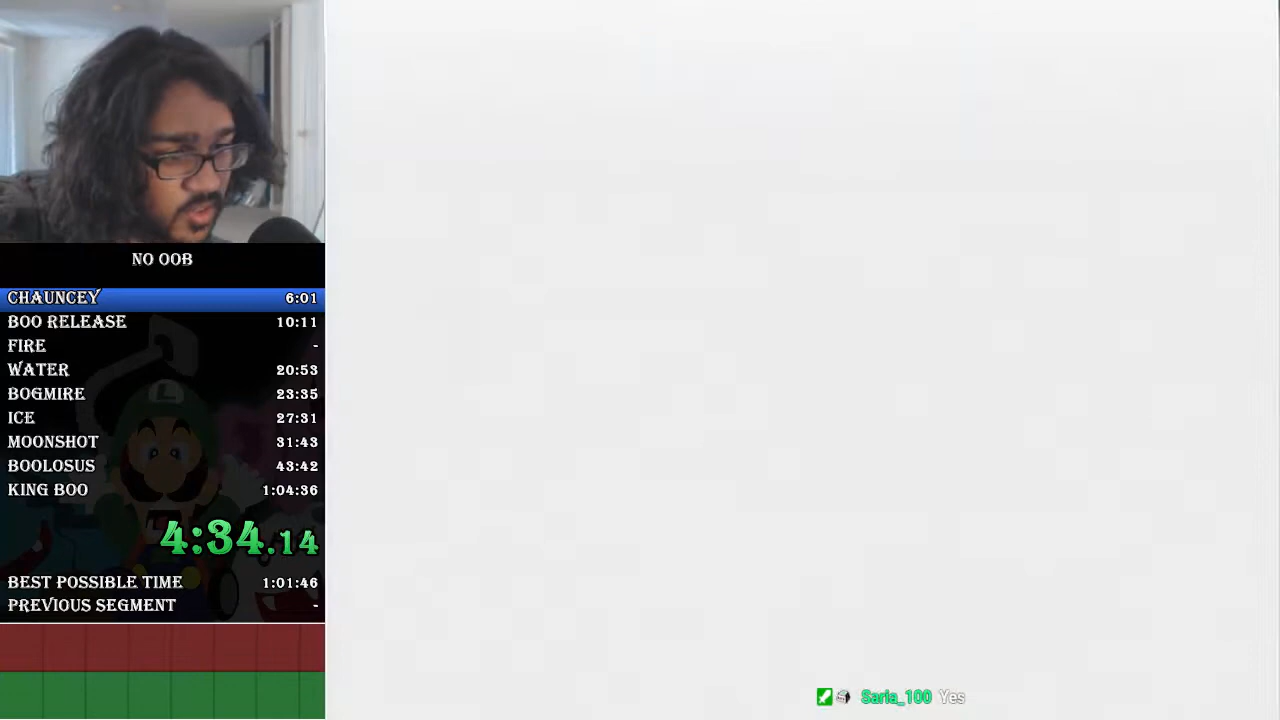 NO OOB
CHAUNCEY 6:01
BOO RELEASE 10:11
FIRE -
WATER 20:53
BOGMIRE 23:35
ICE 27:31
MOONSHOT 31:43
BOOLOSUS 43:42
KING BOO 1:04:36
4:34.14
BEST POSSIBLE TIME 1:01:46
PREVIOUS SEGMENT -
Saria_100 Yes